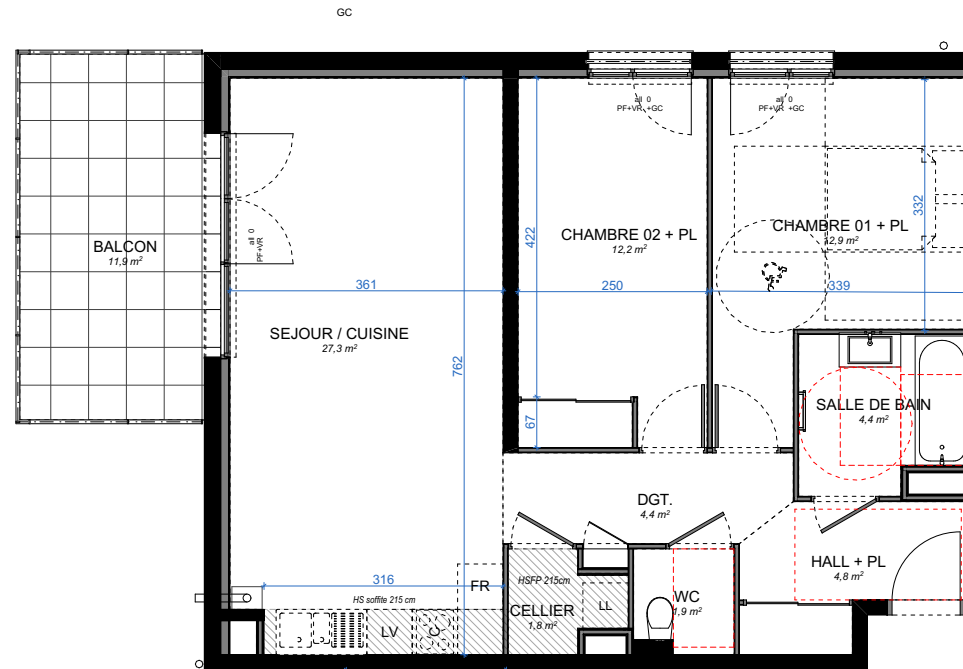 GC
all 0
PF+VR +GC
all 0
PF+VR +GC
332
422
CHAMBRE 02 + PL
12,2 m²
CHAMBRE 01 + PL
12,9 m²
BALCON
11,9 m²
all 0
PF+VR
361
250
339
SEJOUR / CUISINE
27,3 m²
762
67
SALLE DE BAIN
4,4 m²
DGT.
4,4 m²
HALL + PL
4,8 m²
316
HS soffite 215 cm
FR
HSFP 215cm
CELLIER
1,8 m²
LL
WC
1,9 m²
LV
C